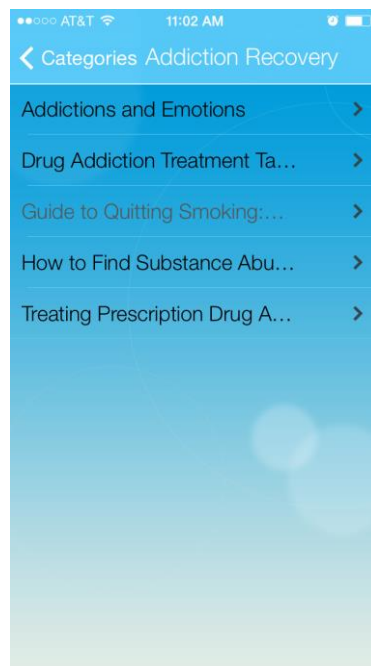 AT&T 11:02 AM
Categories Addiction Recovery
Addictions and Emotions
Drug Addiction Treatment Ta...
Guide to Quitting Smoking:...
How to Find Substance Abu...
Treating Prescription Drug A...